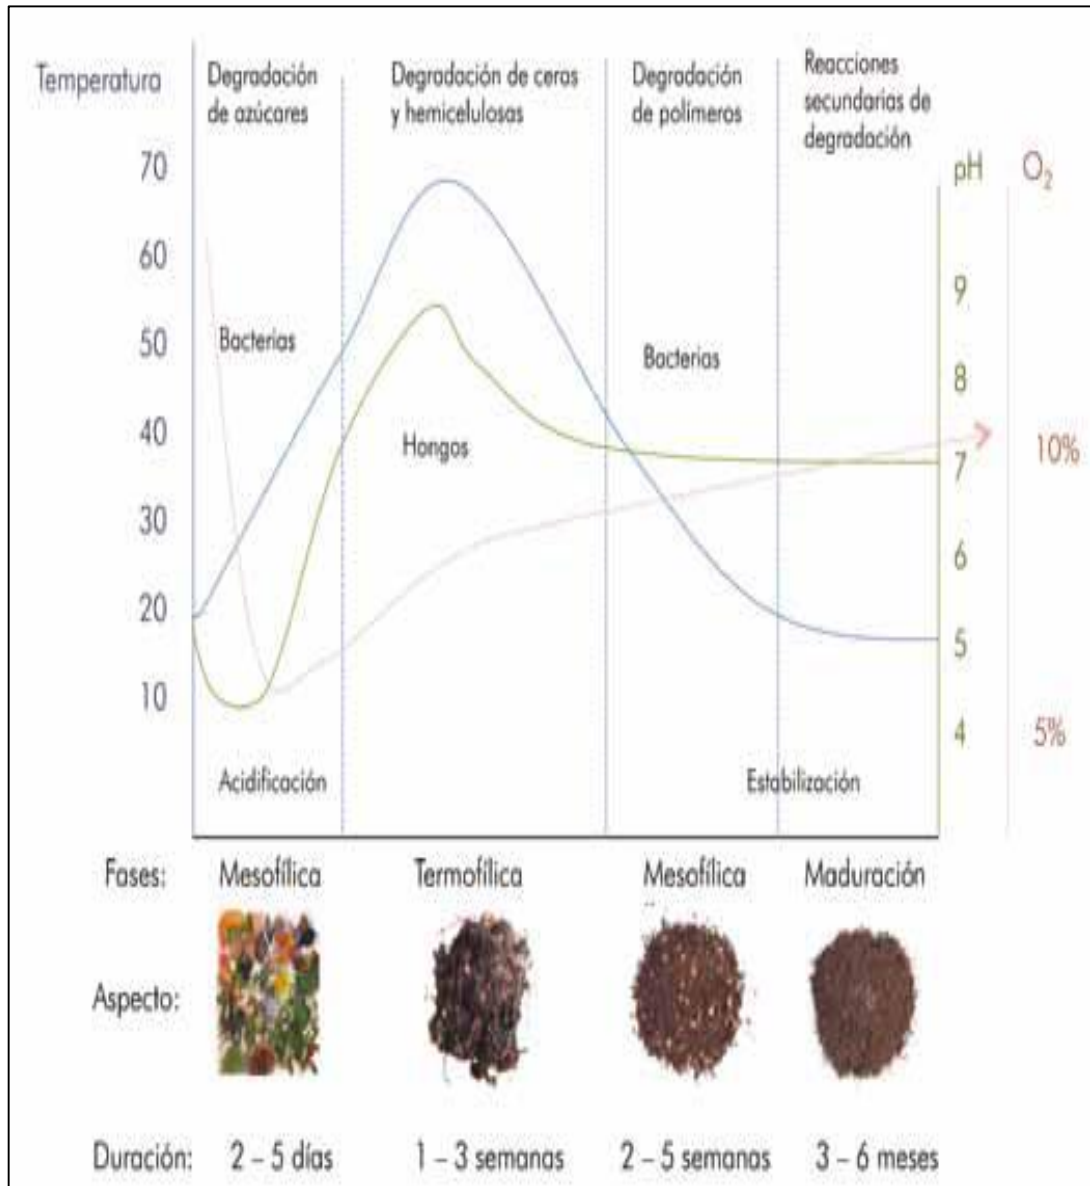 Temperatura
Degradación
de azúcares
Degradación de ceras
y hemicelulosas
Degradación
de polímeros
Reacciones
secundarias de
degradación
pH
O2
70
60
50
40
30
20
10
9
8
7
6
5
4
10%
5%
Bacterias
Hongos
Bacterias
Acidificación
Estabilización
Fases:
Mesofílica
Termofílica
Mesofílica
Maduración
Aspecto:
Duración:
2 – 5 días
1 – 3 semanas
2 – 5 semanas
3 – 6 meses